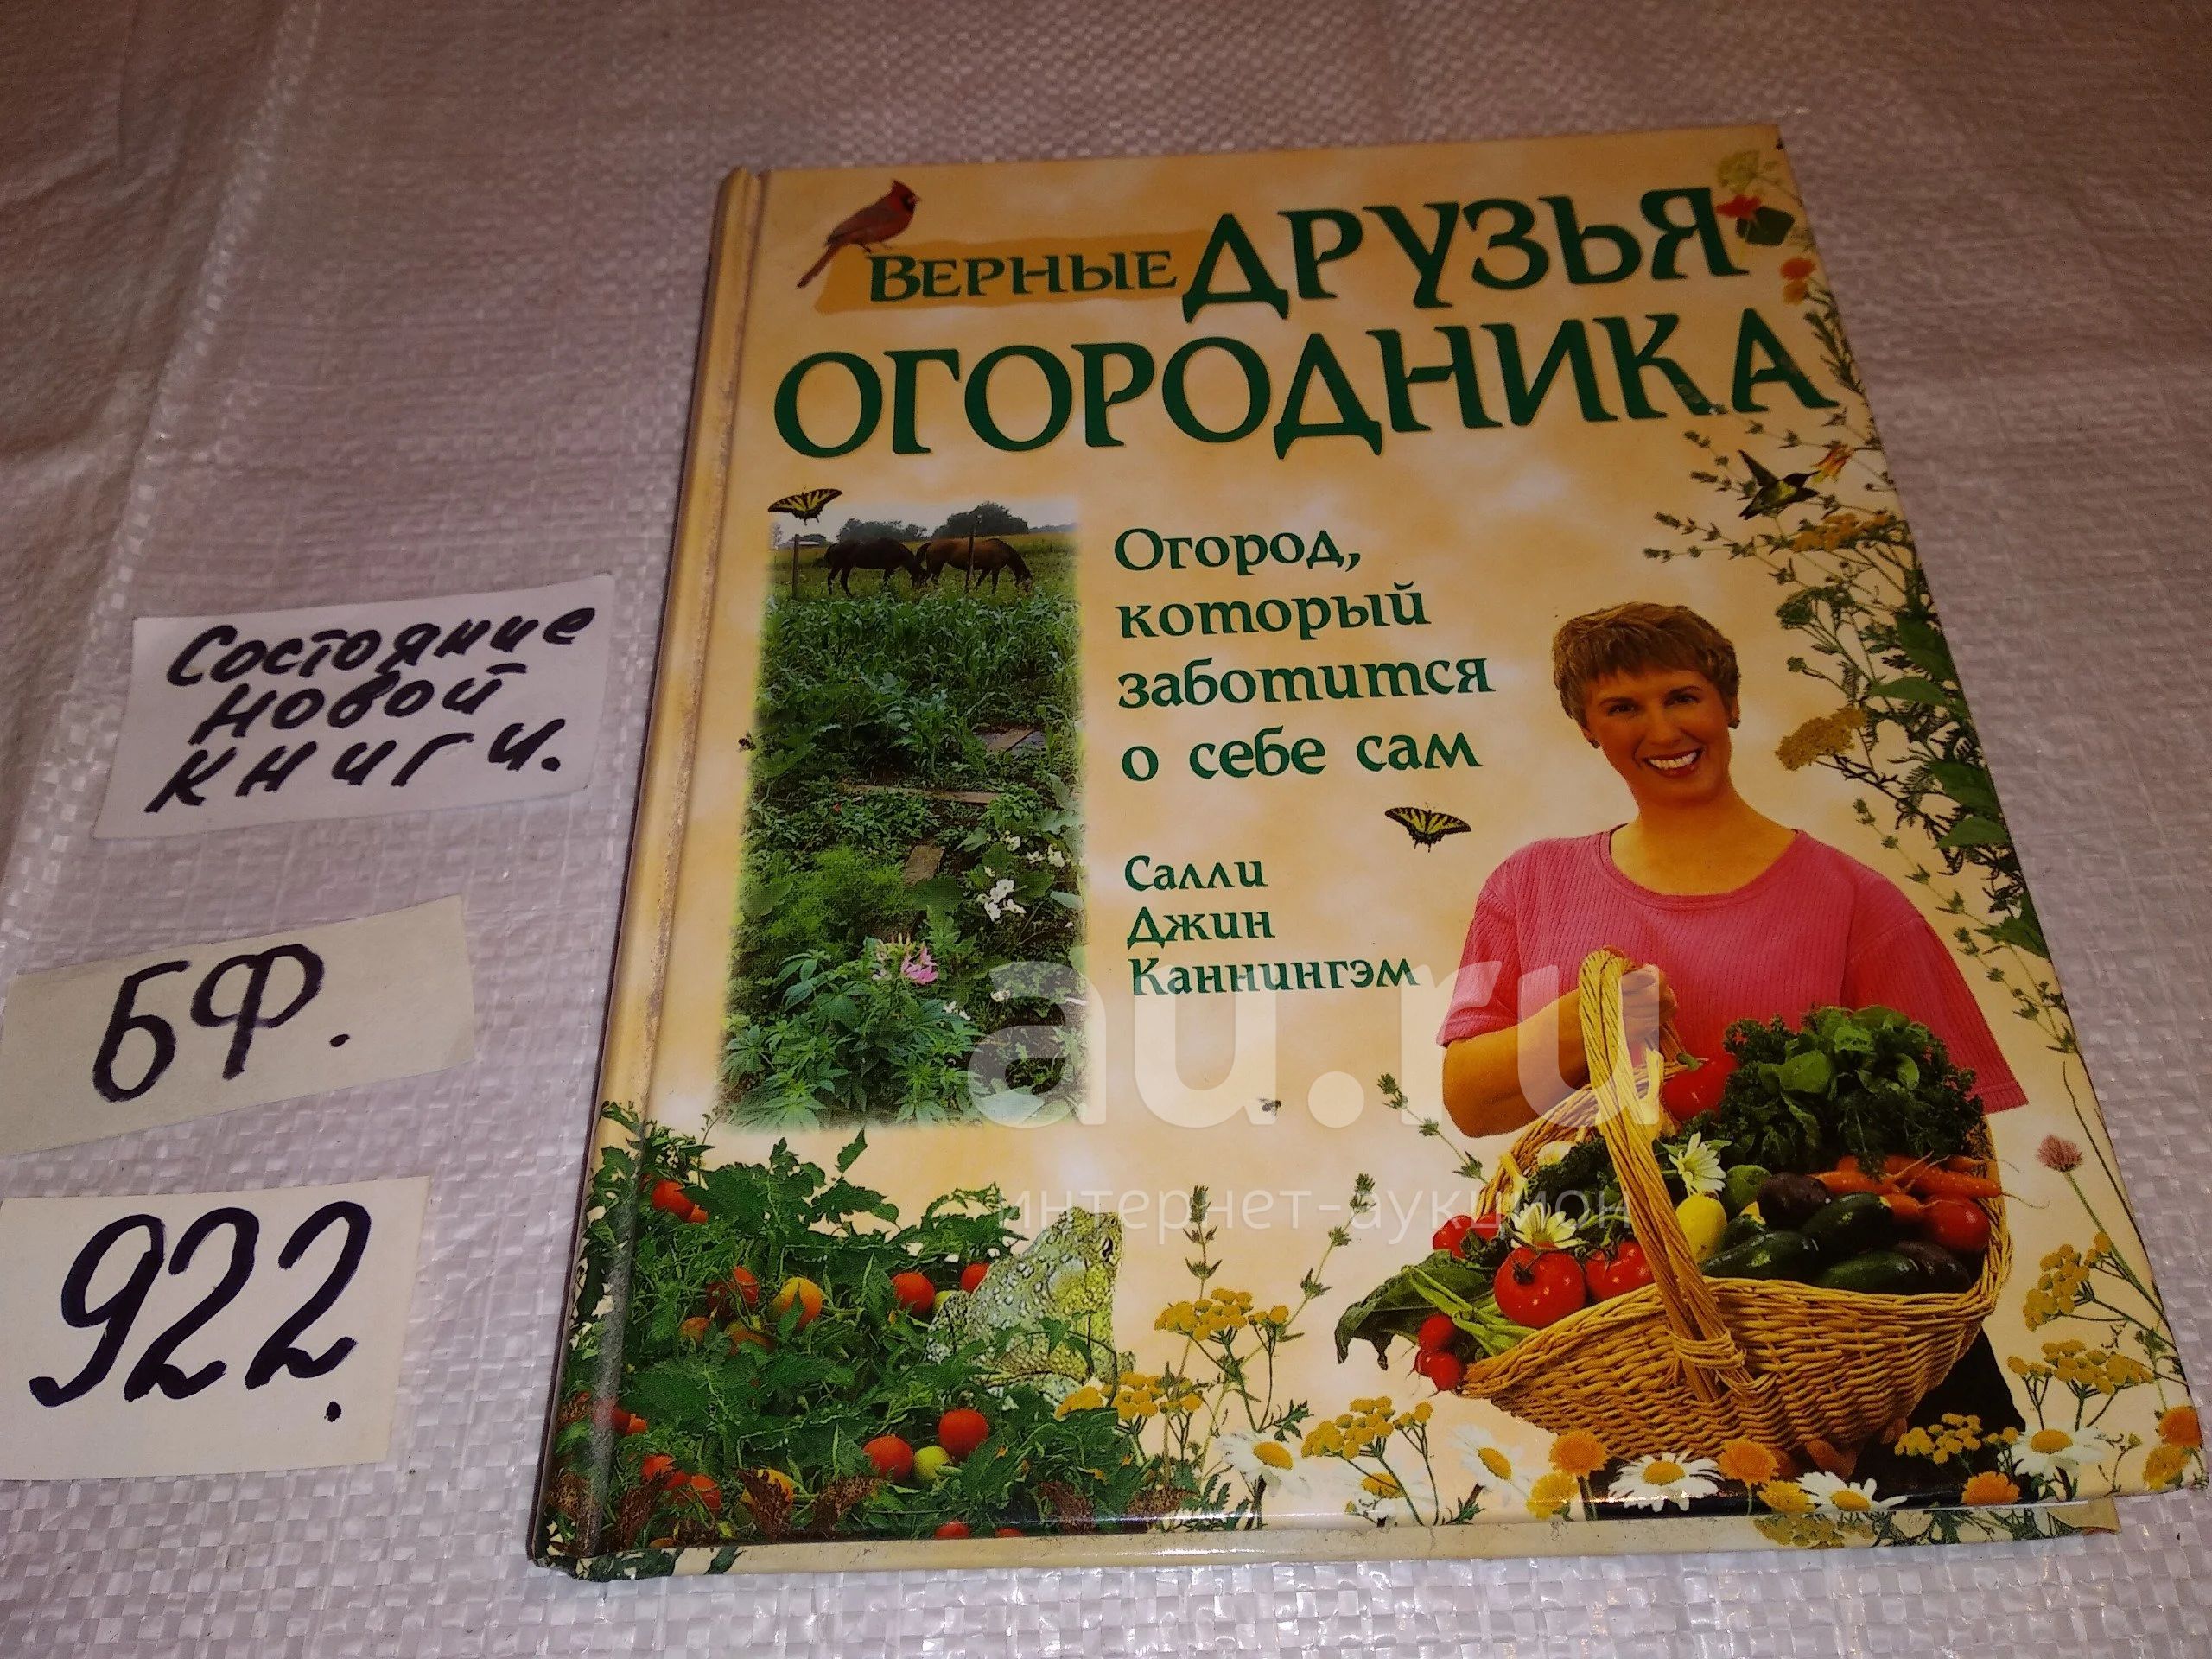 Верные ДРУЗЬЯ
ОГОРОДНИКА
Огород,
который
заботится
о себе сам
Салли
Джин
Каннингэм
Состояние
новой
книги.
БФ.
922.
au.ru
интернет-аукцион